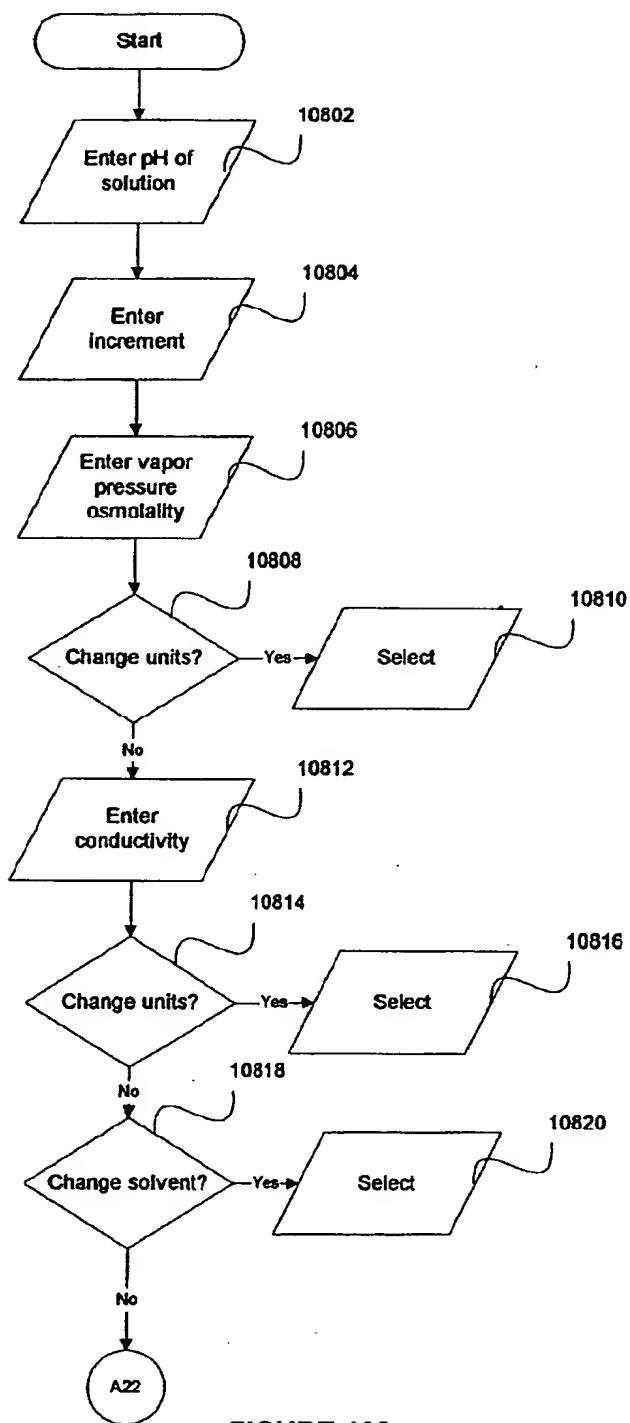 Start
10802
Enter pH of
solution
10804
Enter
increment
10806
Enter vapor
pressure
osmolality
10808
Change units?
Yes
10810
Select
No
10812
Enter
conductivity
10814
Change units?
Yes
10816
Select
No
10818
Change solvent?
Yes
10820
Select
No
A22